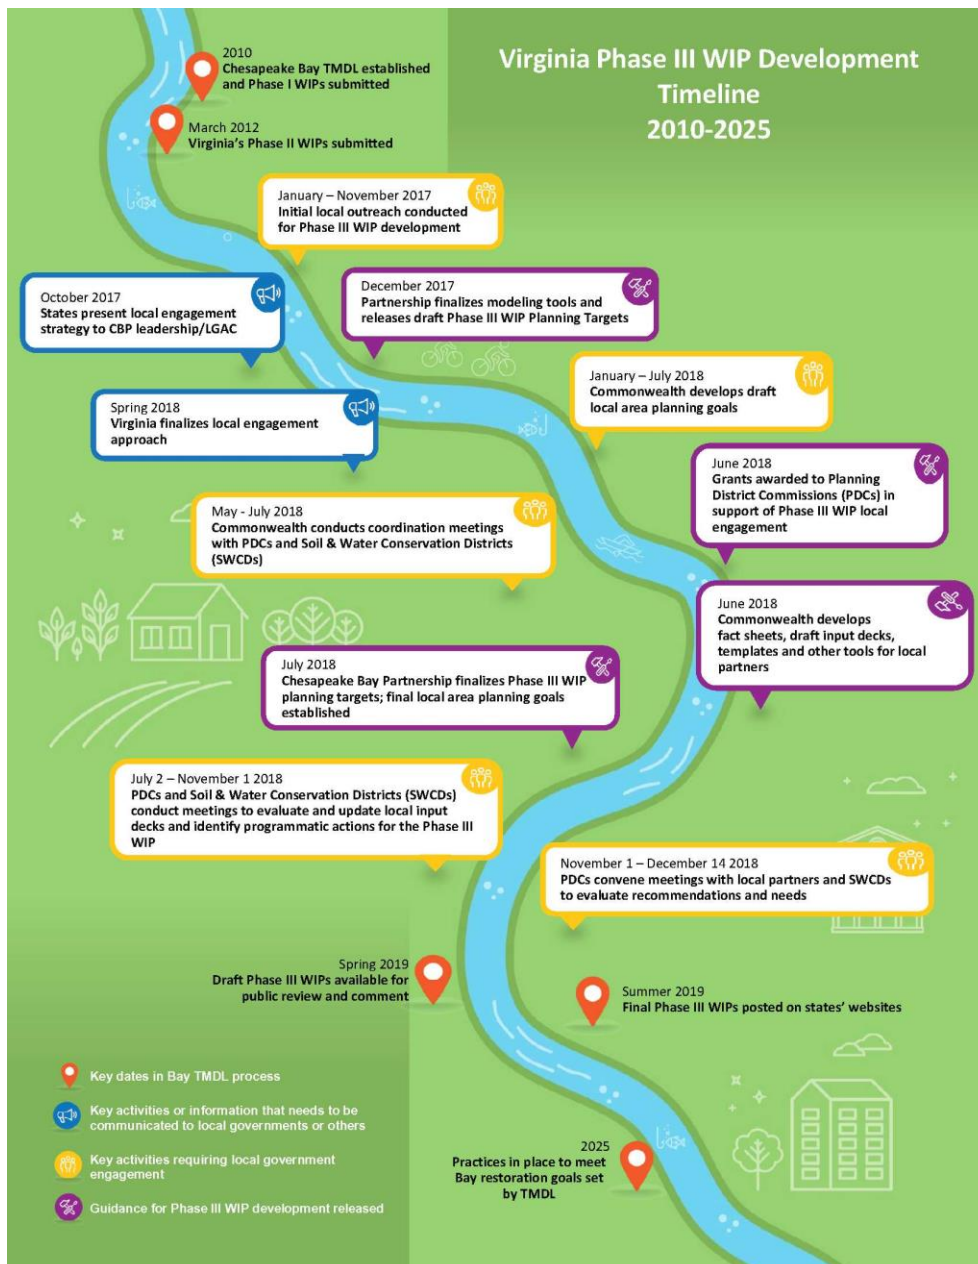 Virginia Phase III WIP Development
Timeline
2010-2025
2010
Chesapeake Bay TMDL established
and Phase I WIPs submitted
March 2012
Virginia's Phase II WIPs submitted
January – November 2017
Initial local outreach conducted
for Phase III WIP development
October 2017
States present local engagement
strategy to CBP leadership/LGAC
December 2017
Partnership finalizes modeling tools and
releases draft Phase III WIP Planning Targets
January – July 2018
Commonwealth develops draft
local area planning goals
Spring 2018
Virginia finalizes local engagement
approach
June 2018
Grants awarded to Planning
District Commissions (PDCs) in
support of Phase III WIP local
engagement
May - July 2018
Commonwealth conducts coordination meetings
with PDCs and Soil & Water Conservation Districts
(SWCDs)
June 2018
Commonwealth develops
fact sheets, draft input decks,
templates and other tools for local
partners
July 2018
Chesapeake Bay Partnership finalizes Phase III WIP
planning targets; final local area planning goals
established
July 2 – November 1 2018
PDCs and Soil & Water Conservation Districts (SWCDs)
conduct meetings to evaluate and update local input
decks and identify programmatic actions for the Phase III
WIP
November 1 – December 14 2018
PDCs convene meetings with local partners and SWCDs
to evaluate recommendations and needs
Spring 2019
Draft Phase III WIPs available for
public review and comment
Summer 2019
Final Phase III WIPs posted on states' websites
Key dates in Bay TMDL process
Key activities or information that needs to be
communicated to local governments or others
Key activities requiring local government
engagement
Guidance for Phase III WIP development released
2025
Practices in place to meet
Bay restoration goals set
by TMDL